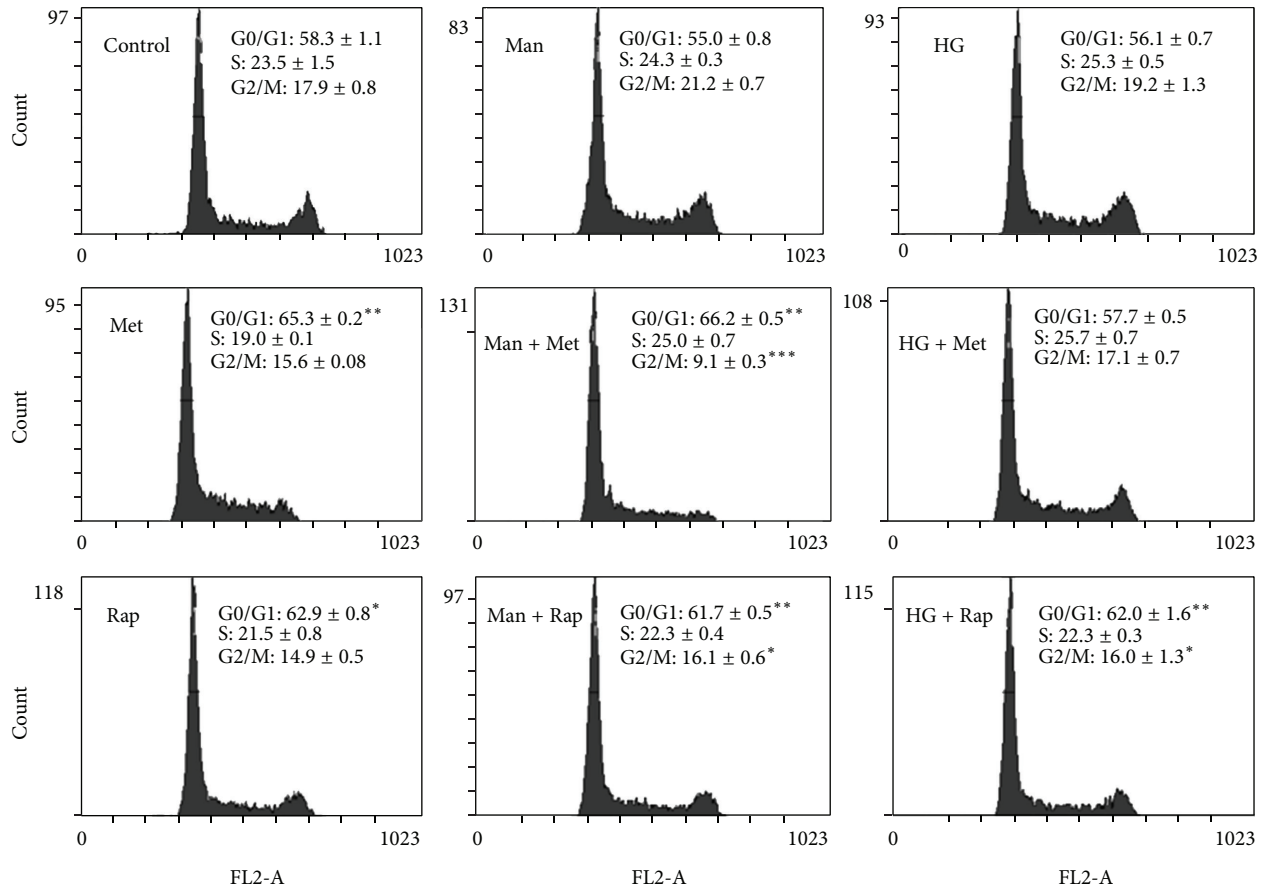 97
Control
G0/G1: 58.3 ± 1.1
S: 23.5 ± 1.5
G2/M: 17.9 ± 0.8
Count
0
1023
83
Man
G0/G1: 55.0 ± 0.8
S: 24.3 ± 0.3
G2/M: 21.2 ± 0.7
0
1023
93
HG
G0/G1: 56.1 ± 0.7
S: 25.3 ± 0.5
G2/M: 19.2 ± 1.3
0
1023
95
Met
G0/G1: 65.3 ± 0.2**
S: 19.0 ± 0.1
G2/M: 15.6 ± 0.08
Count
0
1023
131
Man + Met
G0/G1: 66.2 ± 0.5**
S: 25.0 ± 0.7
G2/M: 9.1 ± 0.3***
0
1023
108
HG + Met
G0/G1: 57.7 ± 0.5
S: 25.7 ± 0.7
G2/M: 17.1 ± 0.7
0
1023
118
Rap
G0/G1: 62.9 ± 0.8*
S: 21.5 ± 0.8
G2/M: 14.9 ± 0.5
Count
0
1023
FL2-A
97
Man + Rap
G0/G1: 61.7 ± 0.5**
S: 22.3 ± 0.4
G2/M: 16.1 ± 0.6*
0
1023
FL2-A
115
HG + Rap
G0/G1: 62.0 ± 1.6**
S: 22.3 ± 0.3
G2/M: 16.0 ± 1.3*
0
1023
FL2-A